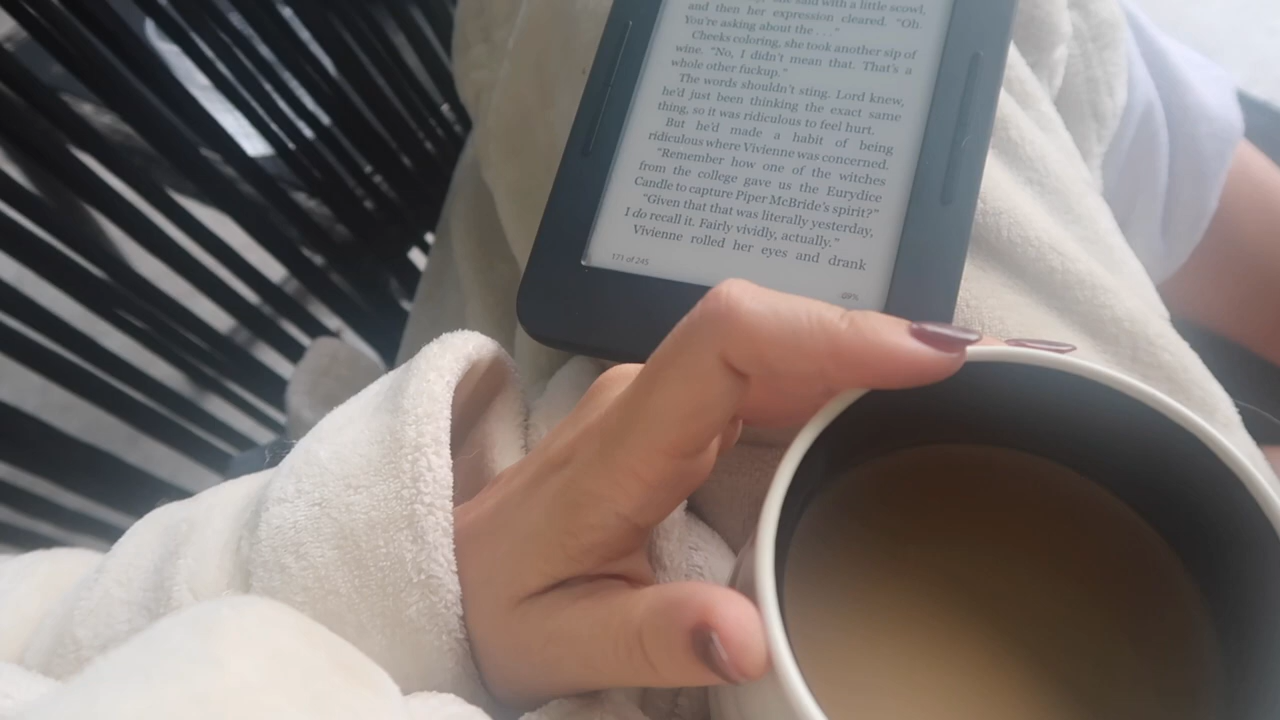 she said with a little scowl,
and then her expression cleared. “Oh.
You’re asking about the . . .”
Cheeks coloring, she took another sip of
wine. “No, I didn’t mean that. That’s a
whole other fuckup.”
The words shouldn’t sting. Lord knew,
he’d just been thinking the exact same
thing, so it was ridiculous to feel hurt.
But he’d made a habit of being
ridiculous where Vivienne was concerned.
“Remember how one of the witches
from the college gave us the Eurydice
Candle to capture Piper McBride’s spirit?”
“Given that that was literally yesterday,
I do recall it. Fairly vividly, actually.”
Vivienne rolled her eyes and drank
171 of 245